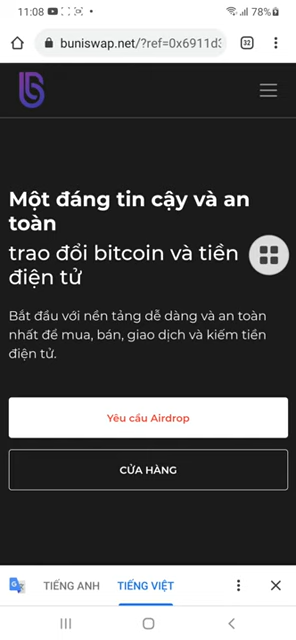 11:08
78%
buniswap.net/?ref=0x6911d3
32
Một đáng tin cậy và an
toàn
trao đổi bitcoin và tiền
điện tử
Bắt đầu với nền tảng dễ dàng và an toàn
nhất để mua, bán, giao dịch và kiếm tiền
điện tử.
Yêu cầu Airdrop
CỬA HÀNG
TIẾNG ANH
TIẾNG VIỆT